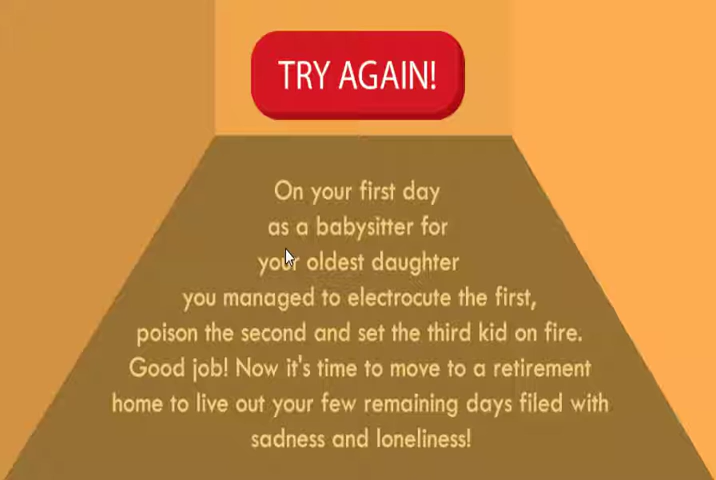 TRY AGAIN!
On your first day
as a babysitter for
your oldest daughter
you managed to electrocute the first,
poison the second and set the third kid on fire.
Good job! Now it's time to move to a retirement
home to live out your few remaining days filed with
sadness and loneliness!